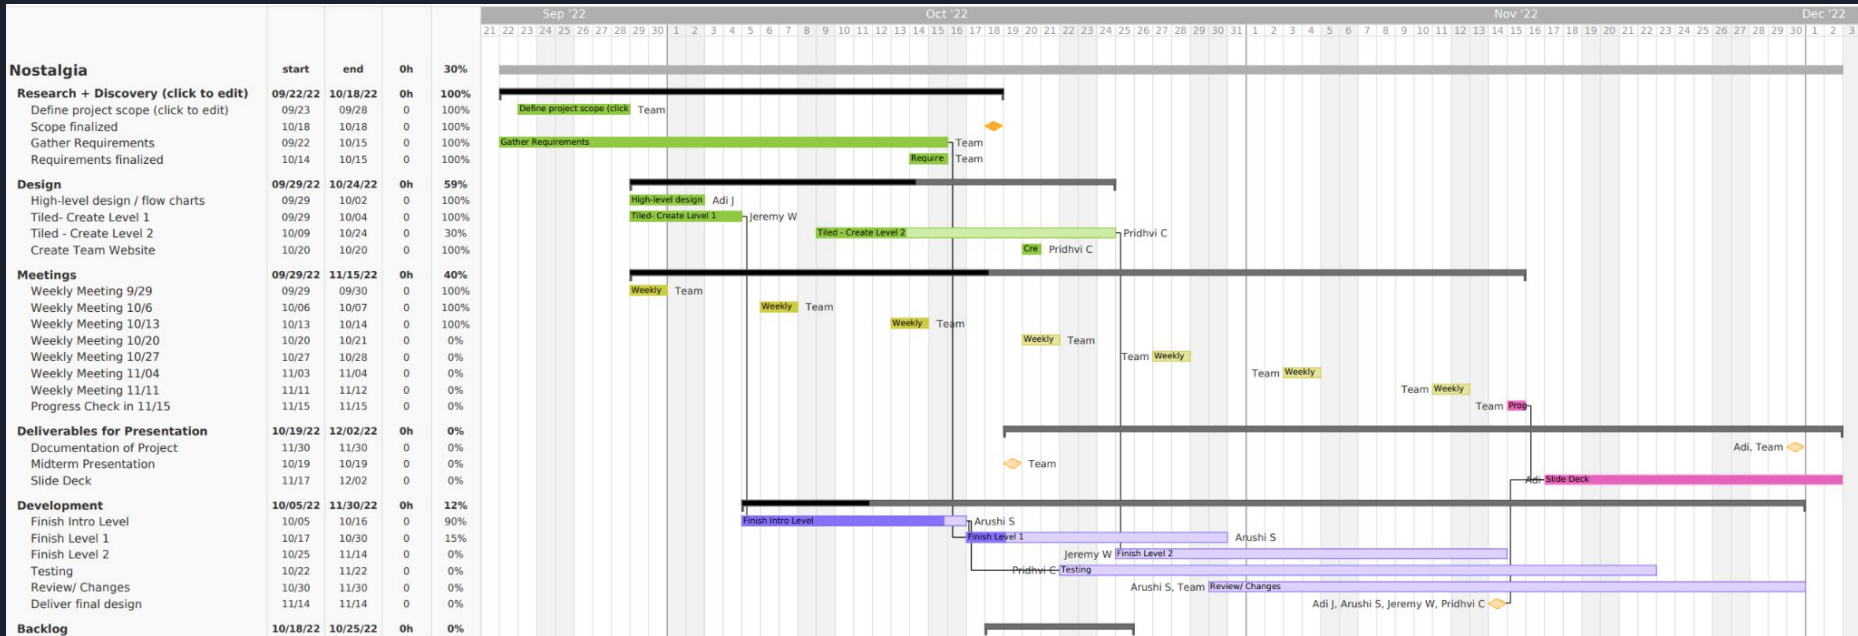 Sep '22 Oct '22 Nov '22 Dec '22
21 22 23 24 25 26 27 28 29 30 1 2 3 4 5 6 7 8 9 10 11 12 13 14 15 16 17 18 19 20 21 22 23 24 25 26 27 28 29 30 31 1 2 3 4 5 6 7 8 9 10 11 12 13 14 15 16 17 18 19 20 21 22 23 24 25 26 27 28 29 30 1 2 3
Nostalgia start end 0h 30%
Research + Discovery (click to edit) 09/22/22 10/18/22 0h 100%
Define project scope (click to edit) 09/23 09/28 0 100% Define project scope (click Team
Scope finalized 10/18 10/18 0 100%
Gather Requirements 09/22 10/15 0 100% Gather Requirements Team
Requirements finalized 10/14 10/15 0 100% Require Team
Design 09/29/22 10/24/22 0h 59%
High-level design / flow charts 09/29 10/02 0 100% High-level design Adi J
Tiled- Create Level 1 09/29 10/04 0 100% Tiled- Create Level 1 Jeremy W
Tiled - Create Level 2 10/09 10/24 0 30% Tiled - Create Level 2 Pridhvi C
Create Team Website 10/20 10/20 0 100% Cre Pridhvi C
Meetings 09/29/22 11/15/22 0h 40%
Weekly Meeting 9/29 09/29 09/30 0 100% Weekly Team
Weekly Meeting 10/6 10/06 10/07 0 100% Weekly Team
Weekly Meeting 10/13 10/13 10/14 0 100% Weekly Team
Weekly Meeting 10/20 10/20 10/21 0 0% Weekly Team
Weekly Meeting 10/27 10/27 10/28 0 0% Team Weekly
Weekly Meeting 11/04 11/03 11/04 0 0% Team Weekly
Weekly Meeting 11/11 11/11 11/12 0 0% Team Weekly
Progress Check in 11/15 11/15 11/15 0 0% Team Prog
Deliverables for Presentation 10/19/22 12/02/22 0h 0%
Documentation of Project 11/30 11/30 0 0% Adi, Team
Midterm Presentation 10/19 10/19 0 0% Team
Slide Deck 11/17 12/02 0 0% Adi Slide Deck
Development 10/05/22 11/30/22 0h 12%
Finish Intro Level 10/05 10/16 0 90% Finish Intro Level Arushi S
Finish Level 1 10/17 10/30 0 15% Finish Level 1 Arushi S
Finish Level 2 10/25 11/14 0 0% Jeremy W Finish Level 2
Testing 10/22 11/22 0 0% Pridhvi C Testing
Review/ Changes 10/30 11/30 0 0% Arushi S, Team Review/ Changes
Deliver final design 11/14 11/14 0 0% Adi J, Arushi S, Jeremy W, Pridhvi C
Backlog 10/18/22 10/25/22 0h 0%